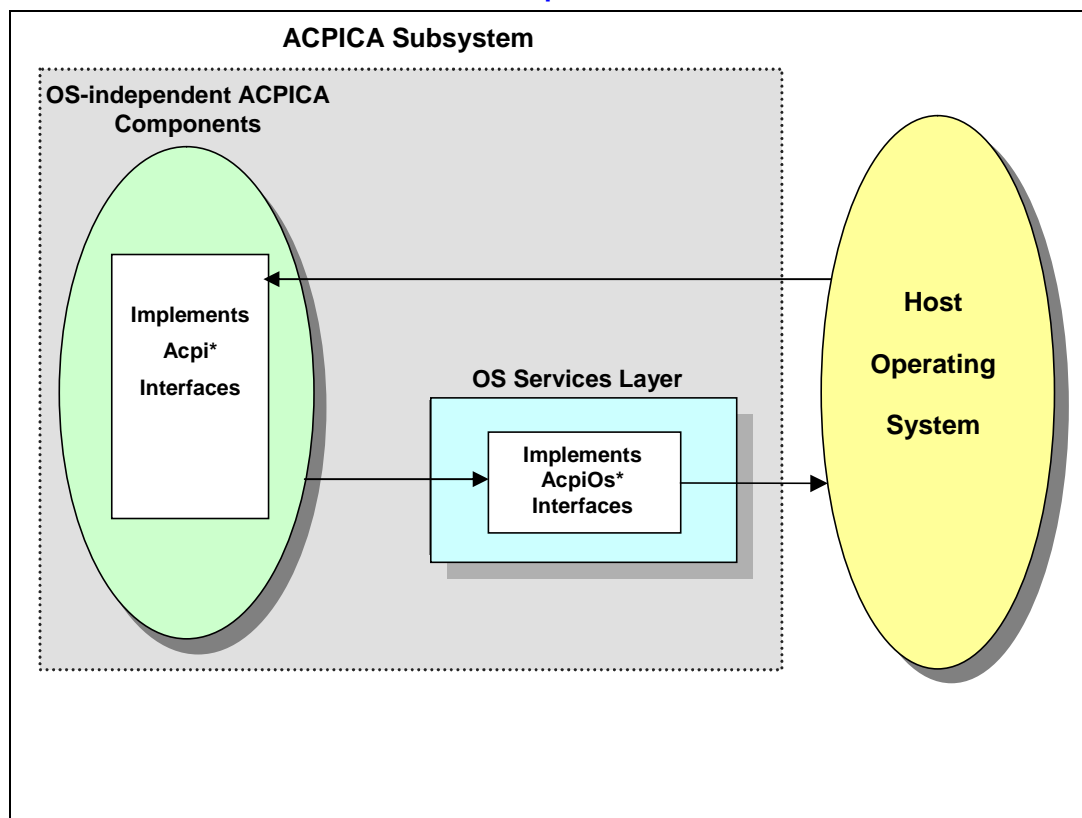 ACPICA Subsystem
OS-independent ACPICA
Components
Implements
Acpi*
Interfaces
OS Services Layer
Implements
AcpiOs*
Interfaces
Host
Operating
System